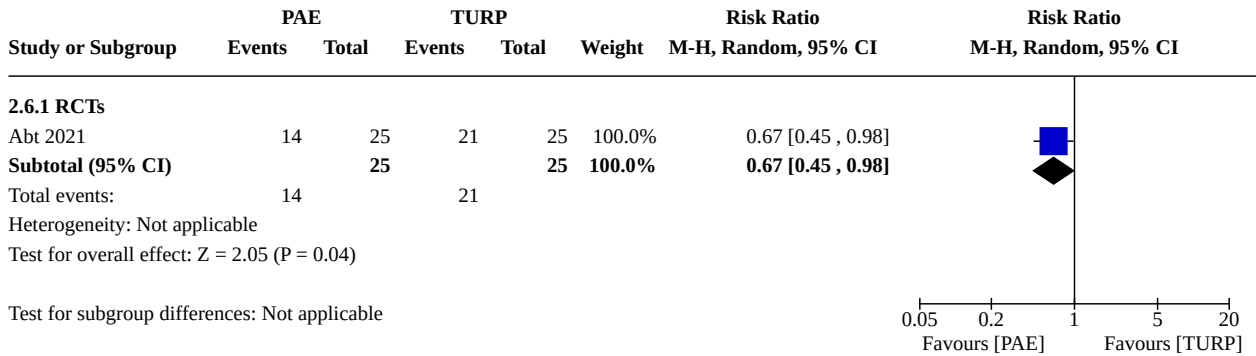 PAE TURP Risk Ratio Risk Ratio
Study or Subgroup Events Total Events Total Weight M-H, Random, 95% CI M-H, Random, 95% CI
2.6.1 RCTs
Abt 2021 14 25 21 25 100.0% 0.67 [0.45 , 0.98]
Subtotal (95% CI) 25 25 100.0% 0.67 [0.45 , 0.98]
Total events: 14 21
Heterogeneity: Not applicable
Test for overall effect: Z = 2.05 (P = 0.04)
Test for subgroup differences: Not applicable
0.05 0.2 1 5 20
Favours [PAE] Favours [TURP]